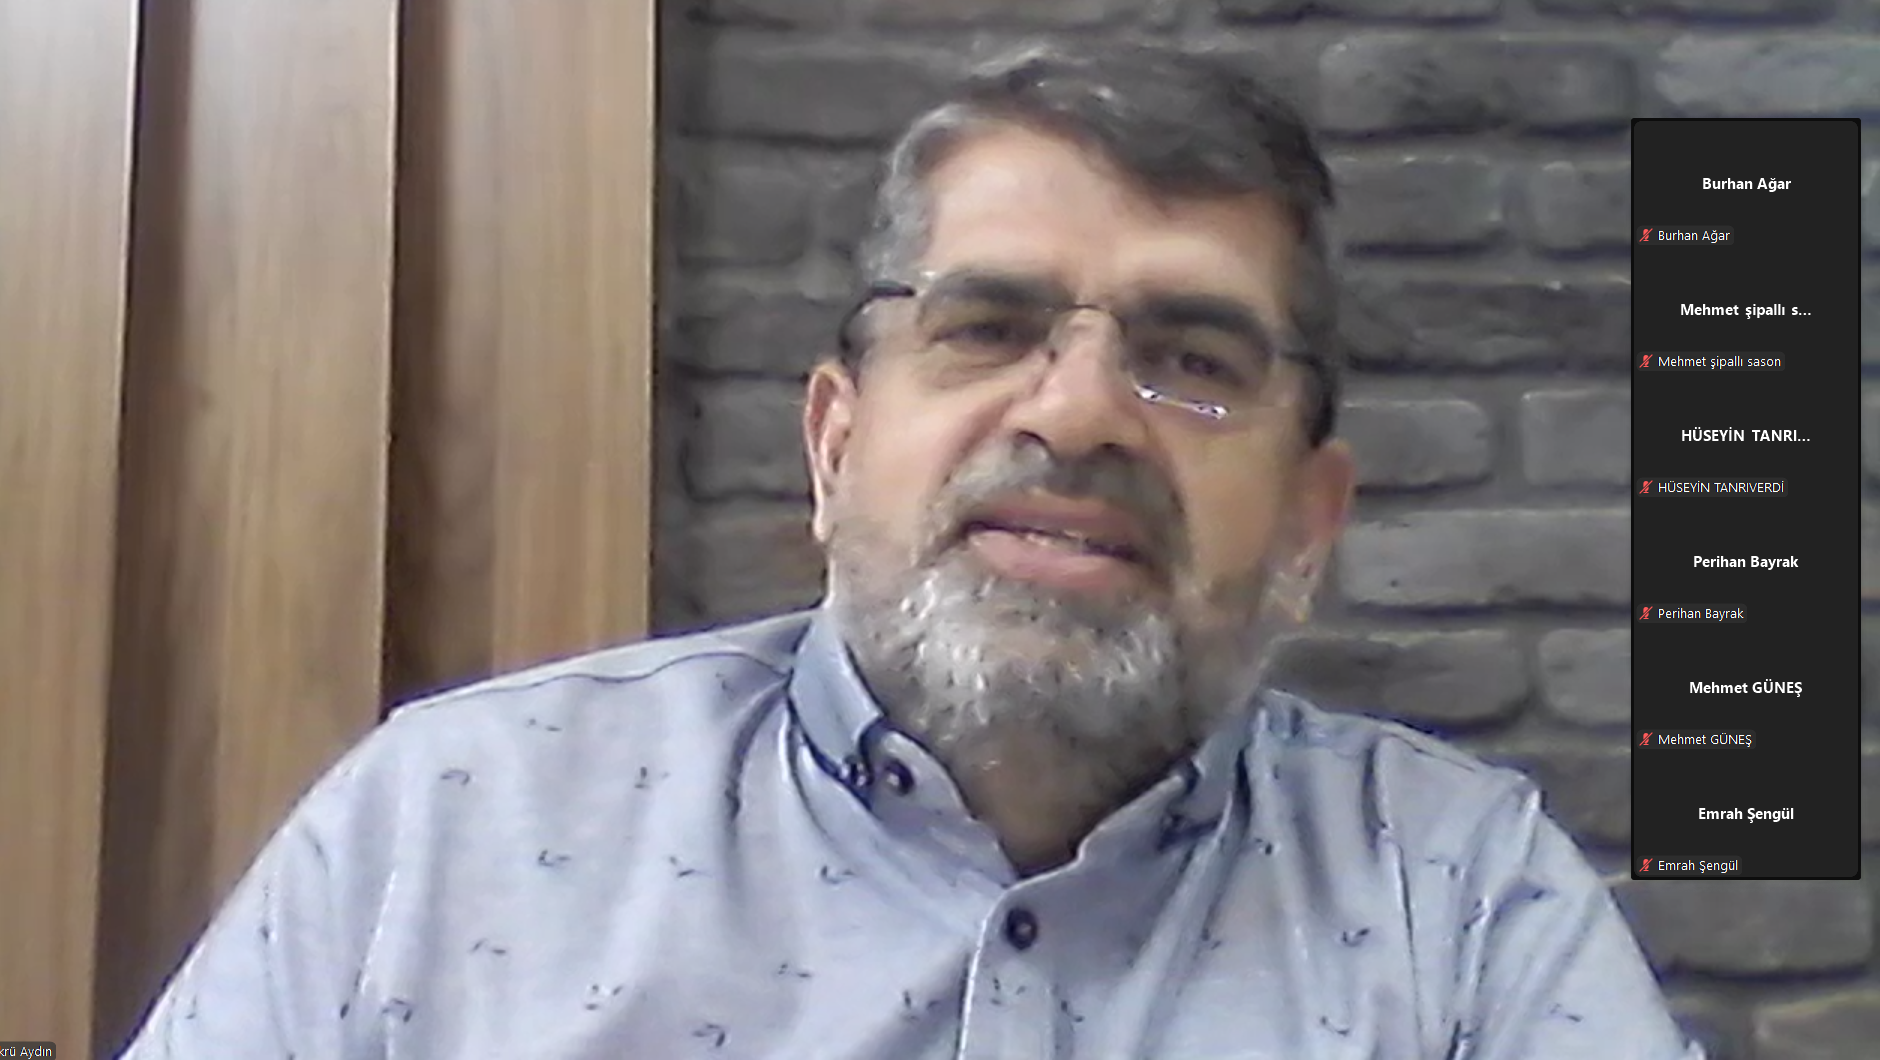 Burhan Ağar
Burhan Ağar
Mehmet şipallı s...
Mehmet şipallı sason
HÜSEYİN TANRI...
HÜSEYİN TANRIVERDİ
Perihan Bayrak
Perihan Bayrak
Mehmet GÜNEŞ
Mehmet GÜNEŞ
Emrah Şengül
Emrah Şengül
krü Aydın